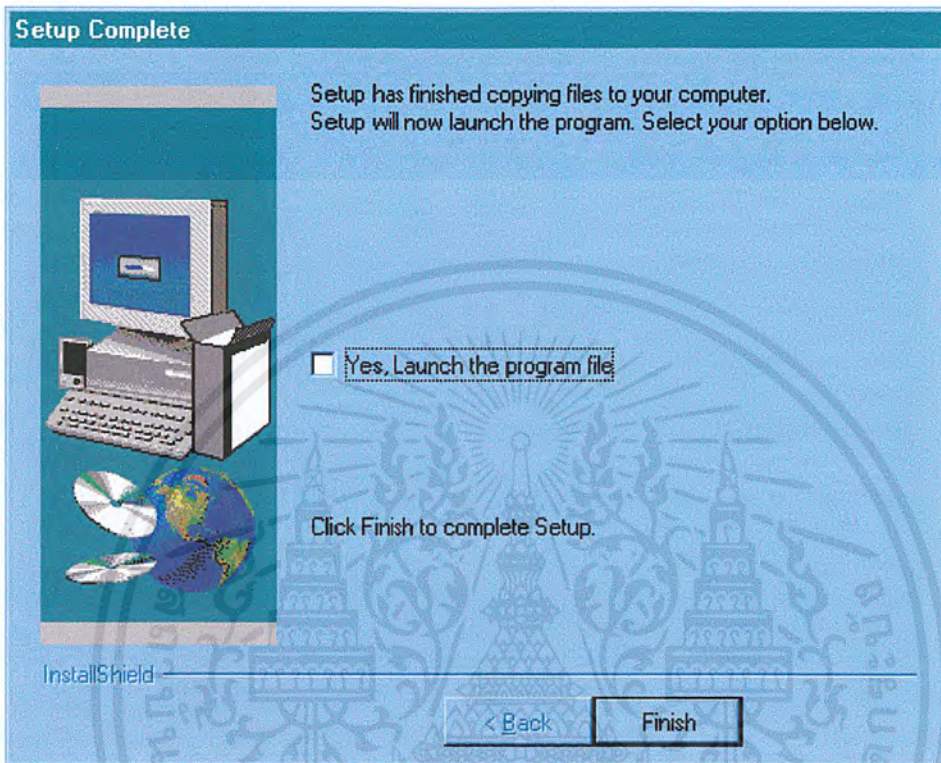 Setup Complete
Setup has finished copying files to your computer.
Setup will now launch the program. Select your option below.
Yes, Launch the program file
Click Finish to complete Setup.
InstallShield
< Back
Finish